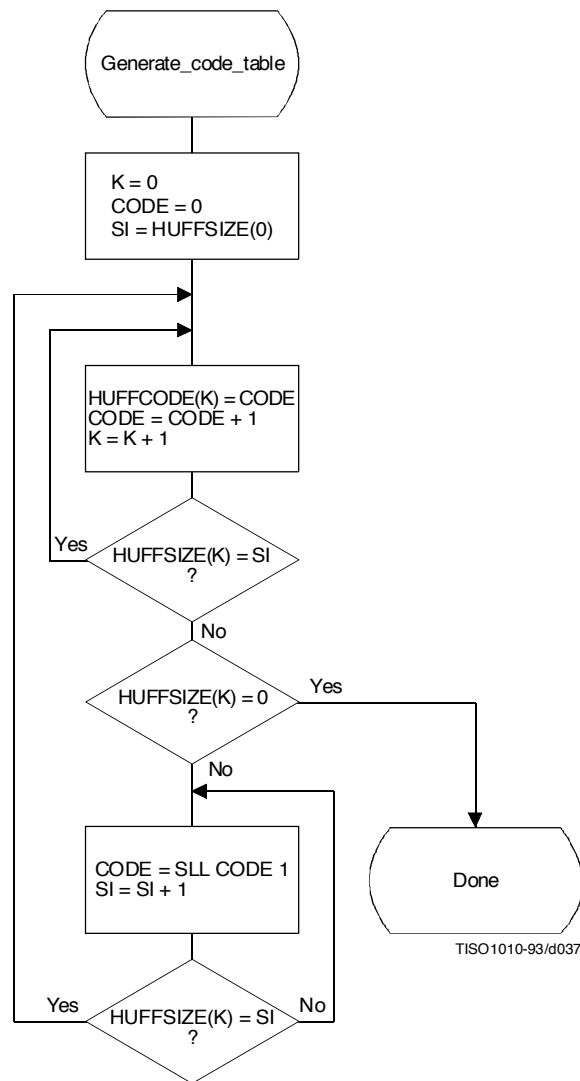 Generate_code_table
K = 0
CODE = 0
SI = HUFFSIZE(0)
HUFFCODE(K) = CODE
CODE = CODE + 1
K = K + 1
Yes
HUFFSIZE(K) = SI
?
No
HUFFSIZE(K) = 0
?
Yes
No
CODE = SLL CODE 1
SI = SI + 1
Done
TISO1010-93/d037
Yes
HUFFSIZE(K) = SI
?
No